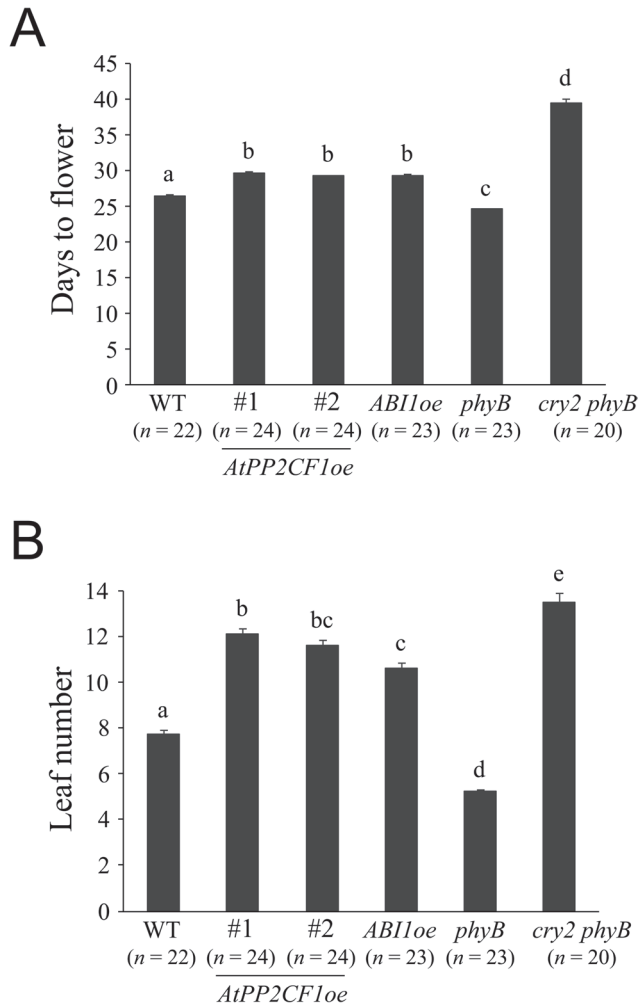 A
Days to flower
45
40
35
30
25
20
15
10
5
0
a
b
b
b
c
d
WT #1 #2 ABI1oe phyB cry2 phyB
(n = 22) (n = 24) (n = 24) (n = 23) (n = 23) (n = 20)
AtPP2CF1oe
B
Leaf number
14
12
10
8
6
4
2
0
a
b
bc
c
d
e
WT #1 #2 ABI1oe phyB cry2 phyB
(n = 22) (n = 24) (n = 24) (n = 23) (n = 23) (n = 20)
AtPP2CF1oe